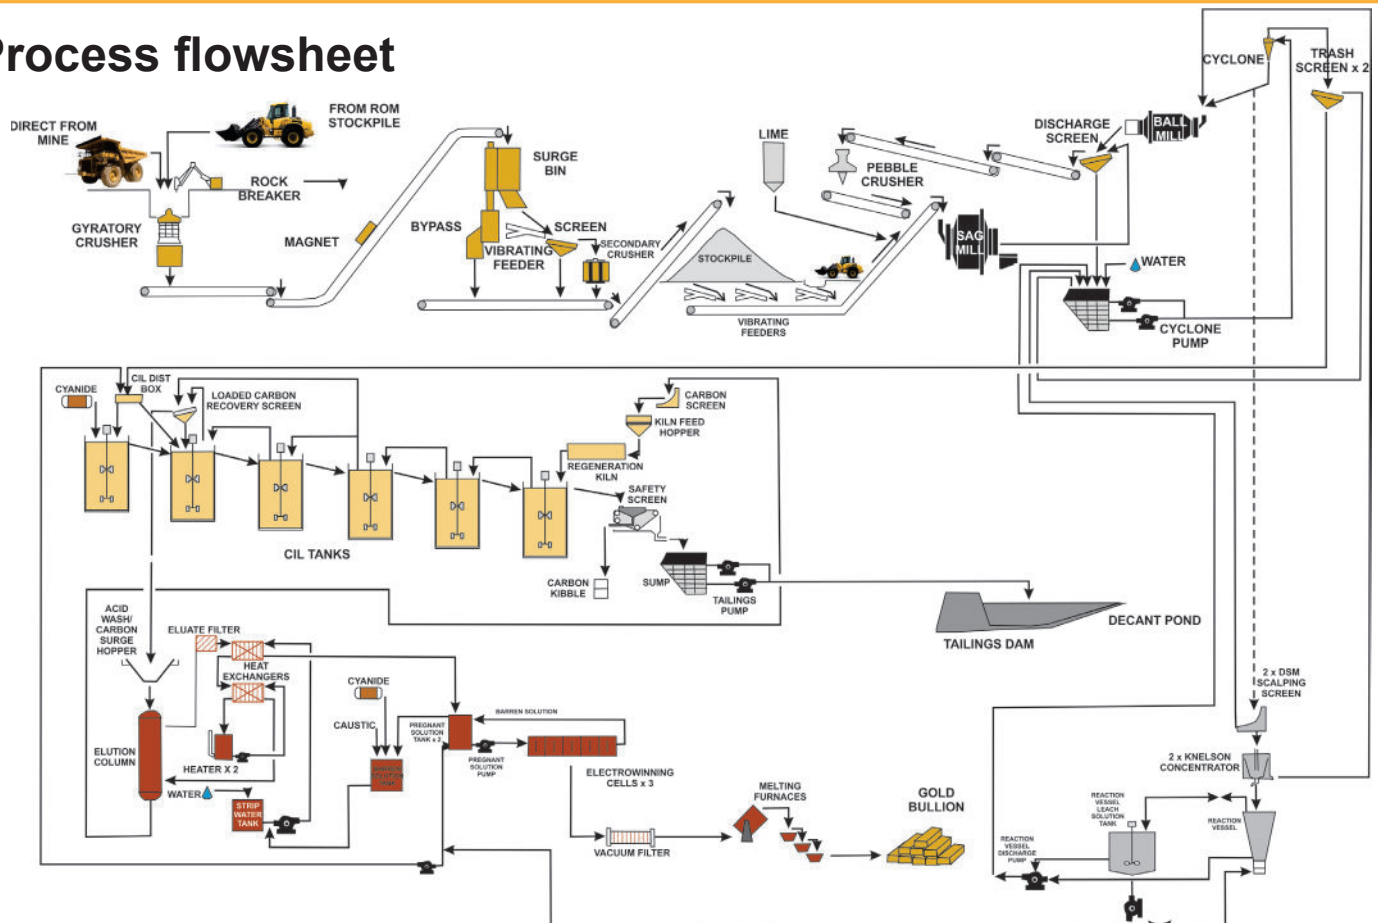 Process flowsheet
DIRECT FROM
MINE
FROM ROM
STOCKPILE
ROCK
BREAKER
GYRATORY
CRUSHER
MAGNET
SURGE
BIN
BYPASS
VIBRATING
FEEDER
SCREEN
SECONDARY
CRUSHER
STOCKPILE
VIBRATING
FEEDERS
LIME
PEBBLE
CRUSHER
SAG
MILL
DISCHARGE
SCREEN
BALL
MILL
CYCLONE
TRASH
SCREEN x 2
WATER
CYCLONE
PUMP
CYANIDE
CIL DIST
BOX
LOADED CARBON
RECOVERY SCREEN
CARBON
SCREEN
KILN FEED
HOPPER
REGENERATION
KILN
SAFETY
SCREEN
CIL TANKS
CARBON
KIBBLE
SUMP
TAILINGS
PUMP
TAILINGS DAM
DECANT POND
ACID
WASH/
CARBON
SURGE
HOPPER
ELUATE FILTER
HEAT
EXCHANGERS
ELUTION
COLUMN
HEATER X 2
WATER
STRIP
WATER
TANK
CYANIDE
CAUSTIC
PREGNANT
SOLUTION
TANK x 2
BARREN SOLUTION
PREGNANT
SOLUTION
PUMP
ELECTROWINNING
CELLS x 3
VACUUM FILTER
MELTING
FURNACES
GOLD
BULLION
2 x DSM
SCALPING
SCREEN
2 x KNELSON
CONCENTRATOR
REACTION
VESSEL
LEACH
SOLUTION
TANK
REACTION
VESSEL
REACTION
VESSEL
DISCHARGE
PUMP